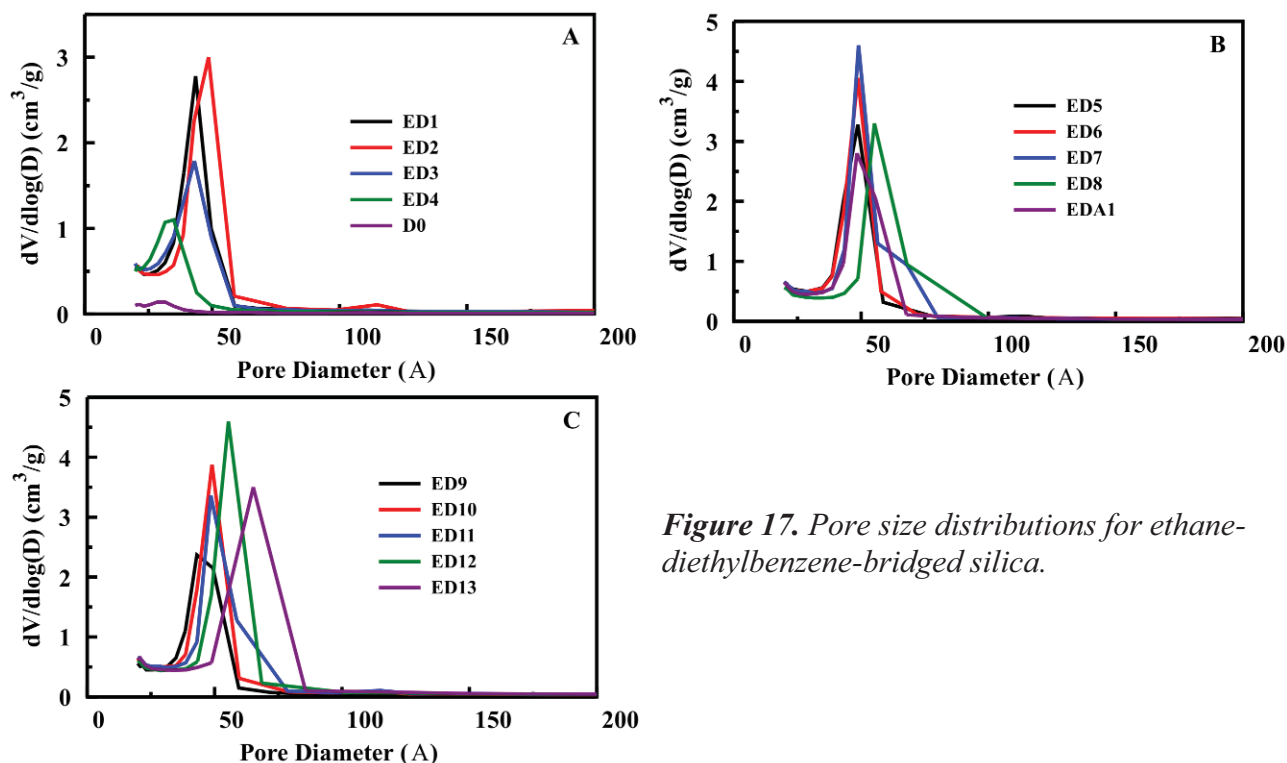 A
dV/dlog(D) (cm³/g)
3
2
1
0
ED1
ED2
ED3
ED4
D0
0 50 100 150 200
Pore Diameter (A)
B
dV/dlog(D) (cm³/g)
5
4
3
2
1
0
ED5
ED6
ED7
ED8
EDA1
0 50 100 150 200
Pore Diameter (A)
C
dV/dlog(D) (cm³/g)
5
4
3
2
1
0
ED9
ED10
ED11
ED12
ED13
0 50 100 150 200
Pore Diameter (A)
Figure 17. Pore size distributions for ethane-
diethylbenzene-bridged silica.